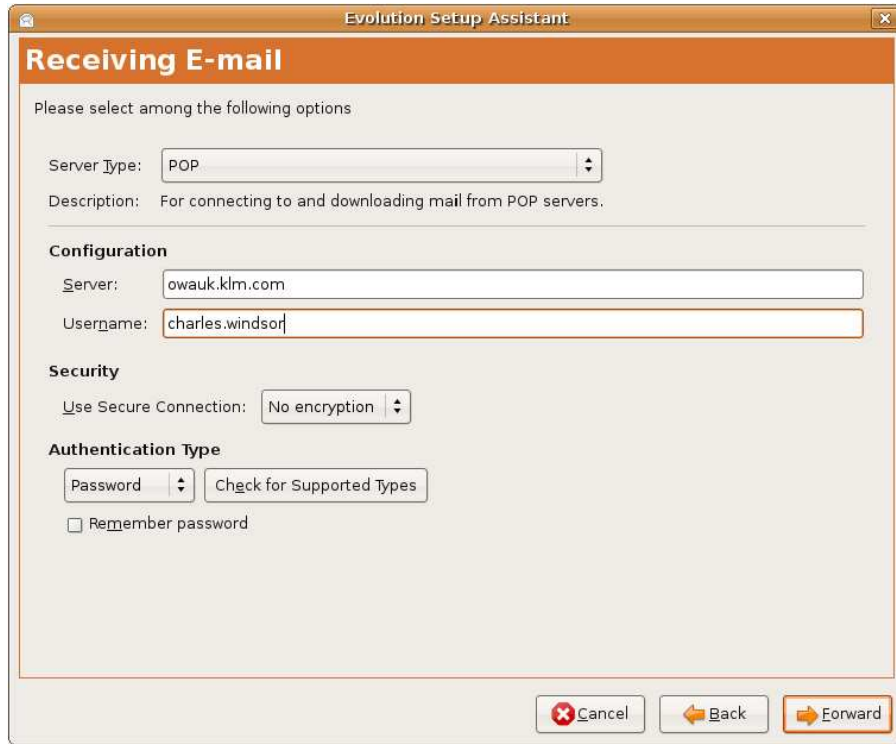 Evolution Setup Assistant
Receiving E-mail
Please select among the following options
Server Type: POP
Description: For connecting to and downloading mail from POP servers.
Configuration
Server: owauk.klm.com
Username: charles.windsor
Security
Use Secure Connection: No encryption
Authentication Type
Password Check for Supported Types
Remember password
Cancel Back Forward